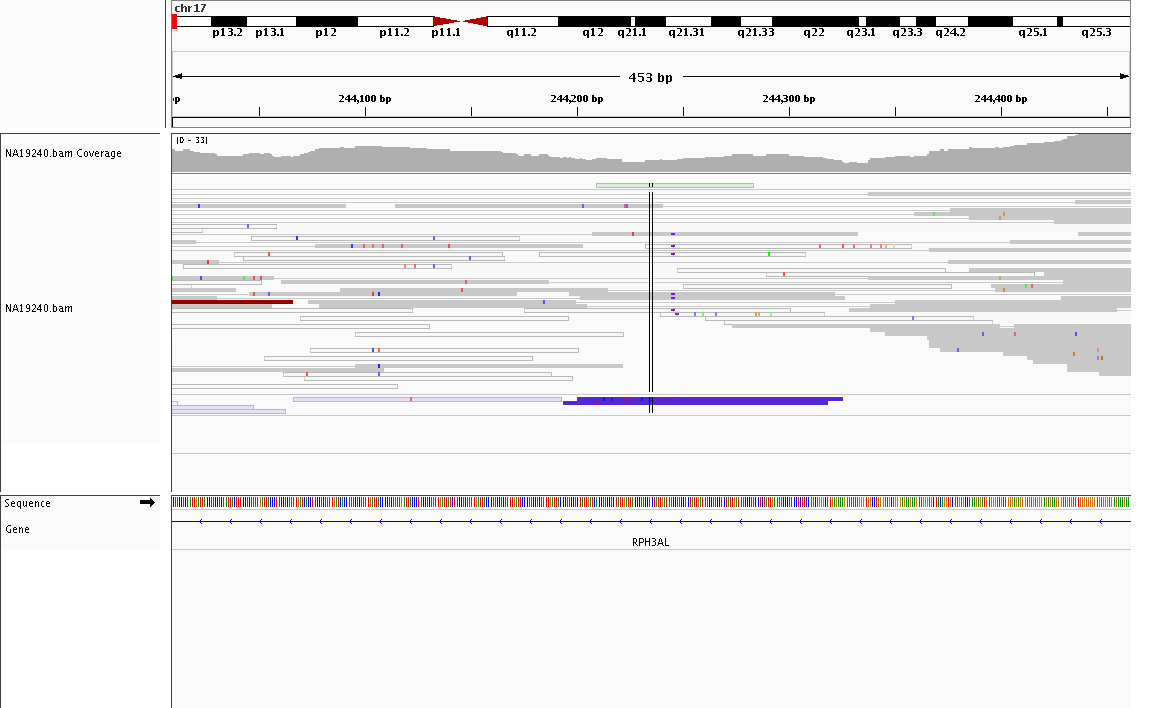 chr17
p13.2 p13.1 p12 p11.2 p11.1 q11.2 q12 q21.1 q21.31 q21.33 q22 q23.1 q23.3 q24.2 q25.1 q25.3
453 bp
p 244,100 bp 244,200 bp 244,300 bp 244,400 bp
[0 - 33]
NA19240.bam Coverage
NA19240.bam
Sequence
Gene
RPH3AL